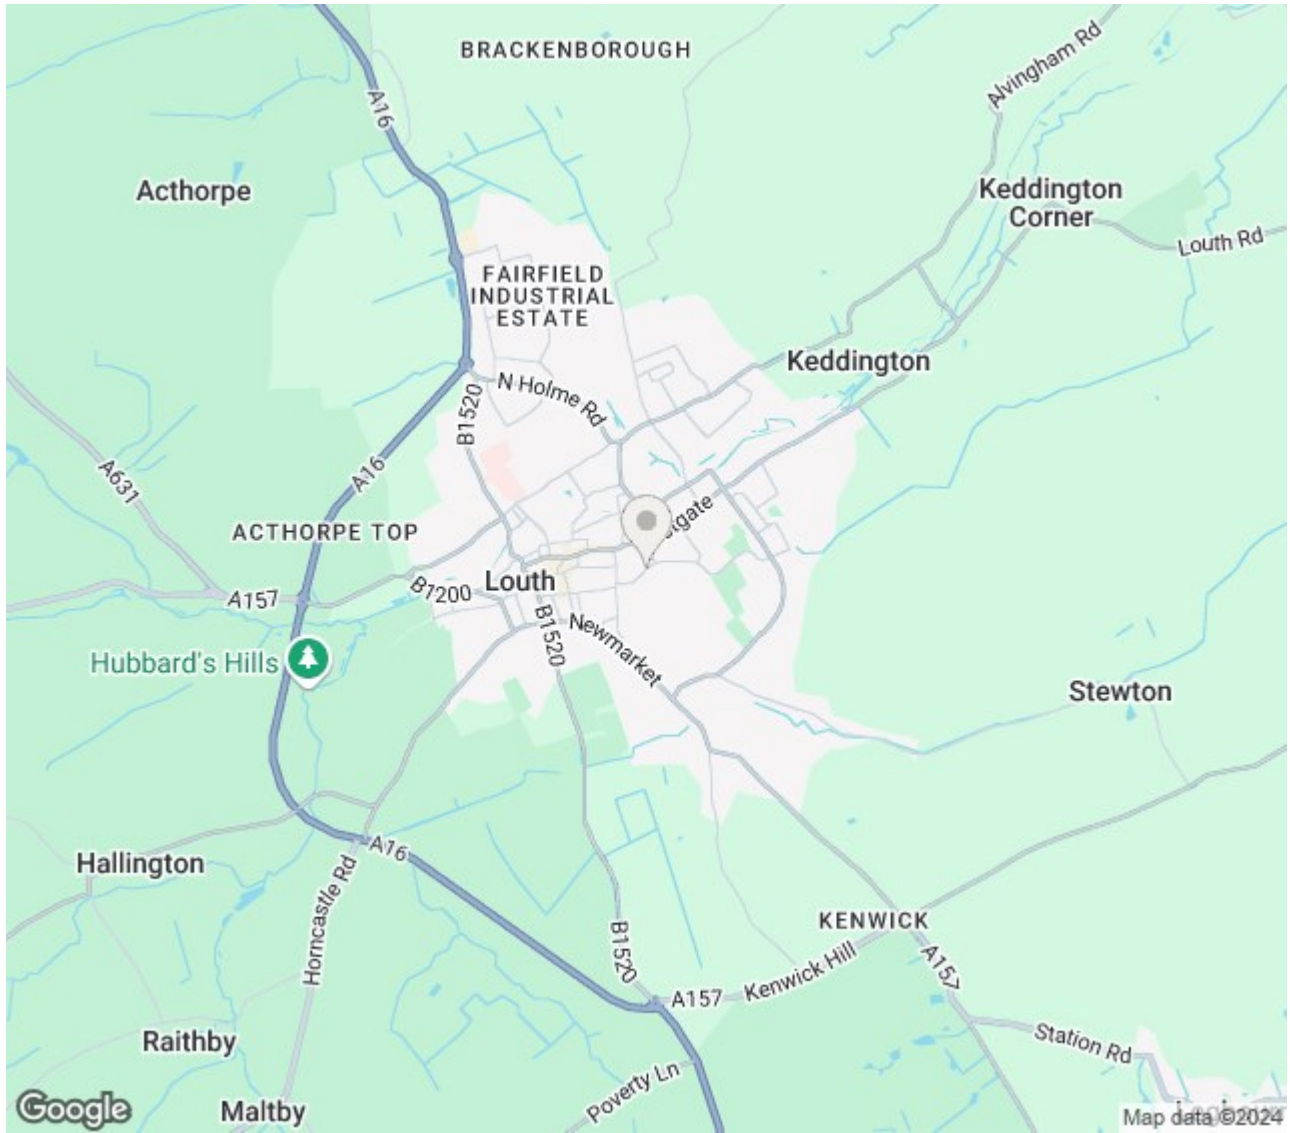 BRACKENBOROUGH
Alvingham Rd
A16
Acthorpe
Keddington
Corner
Louth Rd
FAIRFIELD
INDUSTRIAL
ESTATE
Keddington
N Holme Rd
B1520
A631
A16
ACTHORPE TOP
Louth
B1200
A157
Newmarket
B1520
Hubbard's Hills
Stewton
A16
Hallington
Horncastle Rd
KENWICK
B1520
A157
Kenwick Hill
A157
Raithby
Station Rd
Poverty Ln
Maltby
Google
Map data ©2024